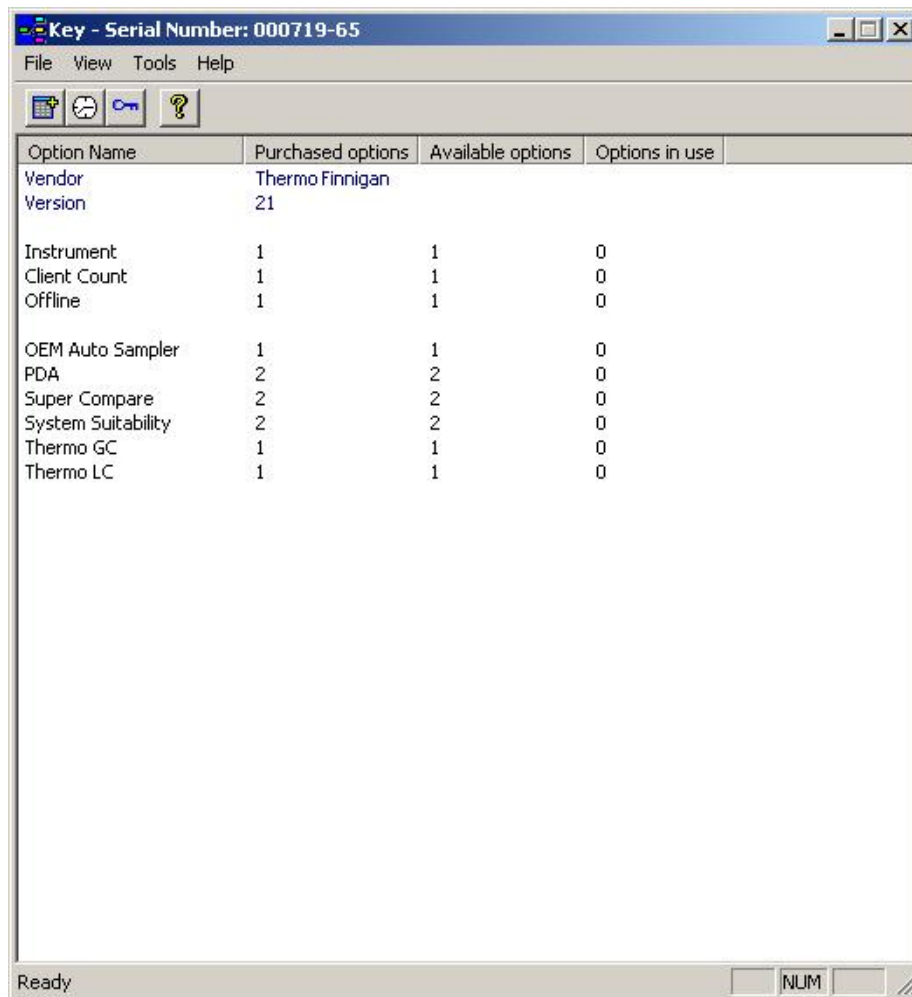 Key - Serial Number: 000719-65
File View Tools Help
Option Name Purchased options Available options Options in use
Vendor Thermo Finnigan
Version 21
Instrument 1 1 0
Client Count 1 1 0
Offline 1 1 0
OEM Auto Sampler 1 1 0
PDA 2 2 0
Super Compare 2 2 0
System Suitability 2 2 0
Thermo GC 1 1 0
Thermo LC 1 1 0
Ready NUM